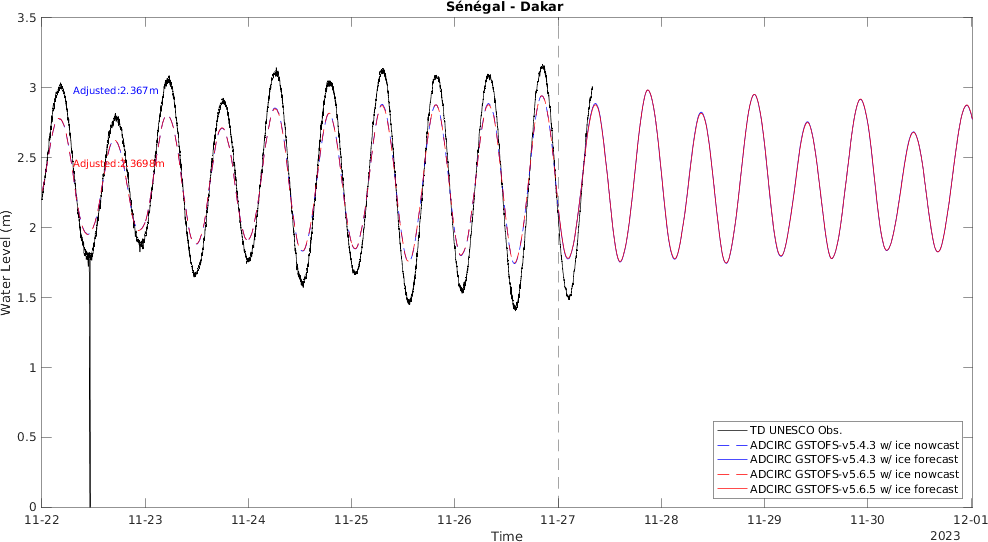 Sénégal - Dakar
3.5
3
2.5
2
1.5
1
0.5
0
Water Level (m)
Adjusted:2.367m
Adjusted:2.3698m
TD UNESCO Obs.
ADCIRC GSTOFS-v5.4.3 w/ ice nowcast
ADCIRC GSTOFS-v5.4.3 w/ ice forecast
ADCIRC GSTOFS-v5.6.5 w/ ice nowcast
ADCIRC GSTOFS-v5.6.5 w/ ice forecast
11-22 11-23 11-24 11-25 11-26 11-27 11-28 11-29 11-30 12-01
Time
2023